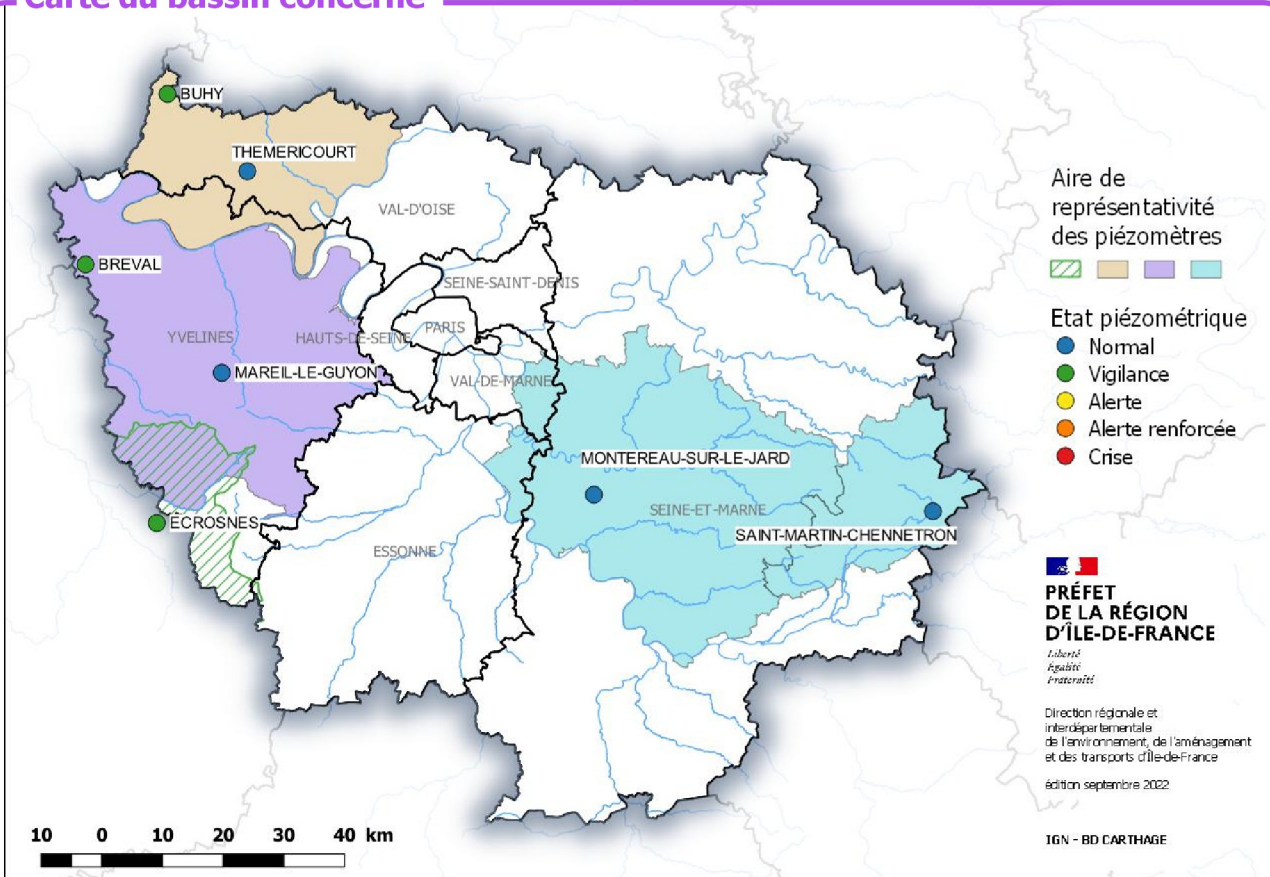 Carte du bassin concerné
BUHY
THEMERICOURT
VAL-D'OISE
BREVAL
SEINE-SAINT-DENIS
YVELINES
HAUTS-DE-SEINE
PARIS
MAREIL-LE-GUYON
VAL-DE-MARNE
MONTEREAU-SUR-LE-JARD
SEINE-ET-MARNE
ÉCROSNES
SAINT-MARTIN-CHENNETRON
ESSONNE
Aire de
représentativité
des piézomètres
Etat piézométrique
Normal
Vigilance
Alerte
Alerte renforcée
Crise
PRÉFET
DE LA RÉGION
D'ÎLE-DE-FRANCE
Liberté
Égalité
Fraternité
Direction régionale et
interdépartementale
de l'environnement, de l'aménagement
et des transports d'Île-de-France
édition septembre 2022
IGN - BD CARTHAGE
10 0 10 20 30 40 km